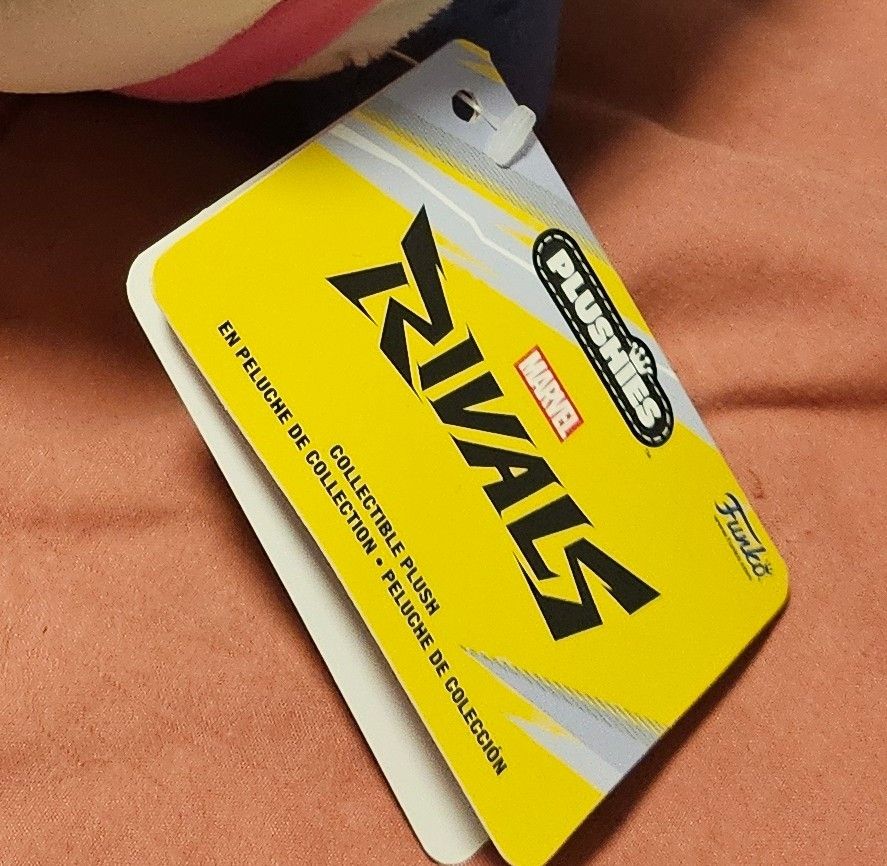 PLUSHIES
MARVEL
RIVALS
COLLECTIBLE PLUSH
EN PELUCHE DE COLLECTION • PELUCHE DE COLECCIÓN
Funko